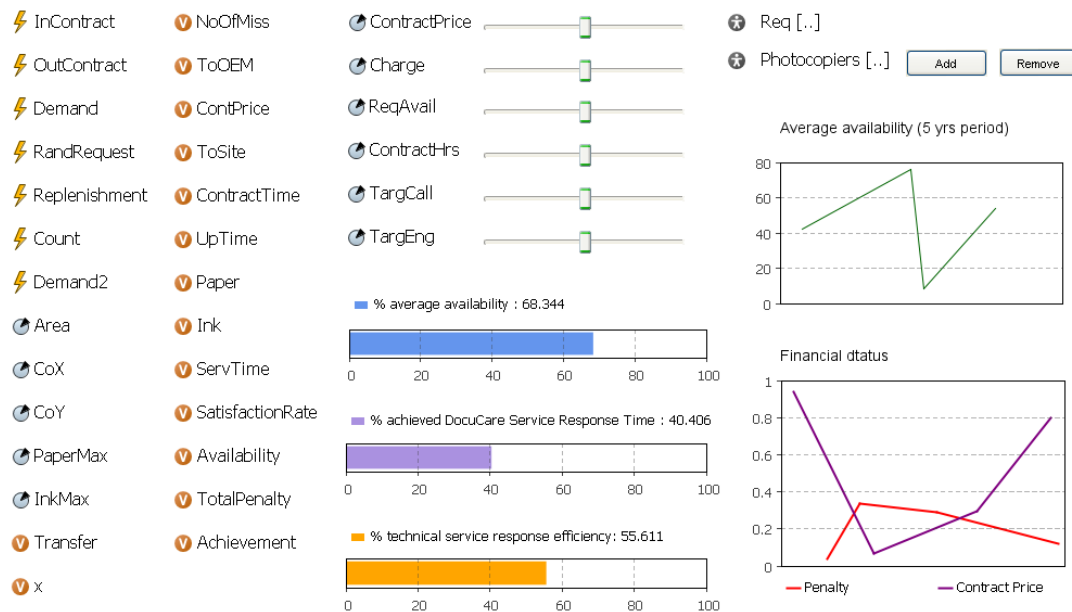 InContract
OutContract
Demand
RandRequest
Replenishment
Count
Demand2
Area
CoX
CoY
PaperMax
InkMax
Transfer
x
NoOfMiss
ToOEM
ContPrice
ToSite
ContractTime
UpTime
Paper
Ink
ServTime
SatisfactionRate
Availability
TotalPenalty
Achievement
ContractPrice
Charge
ReqAvail
ContractHrs
TargCall
TargEng
% average availability : 68.344
0 20 40 60 80 100
% achieved DocuCare Service Response Time : 40.406
0 20 40 60 80 100
% technical service response efficiency: 55.611
0 20 40 60 80 100
Req [..]
Photocopiers [..] Add Remove
Average availability (5 yrs period)
80
60
40
20
0
Financial dtatus
1
0.8
0.6
0.4
0.2
0
Penalty Contract Price